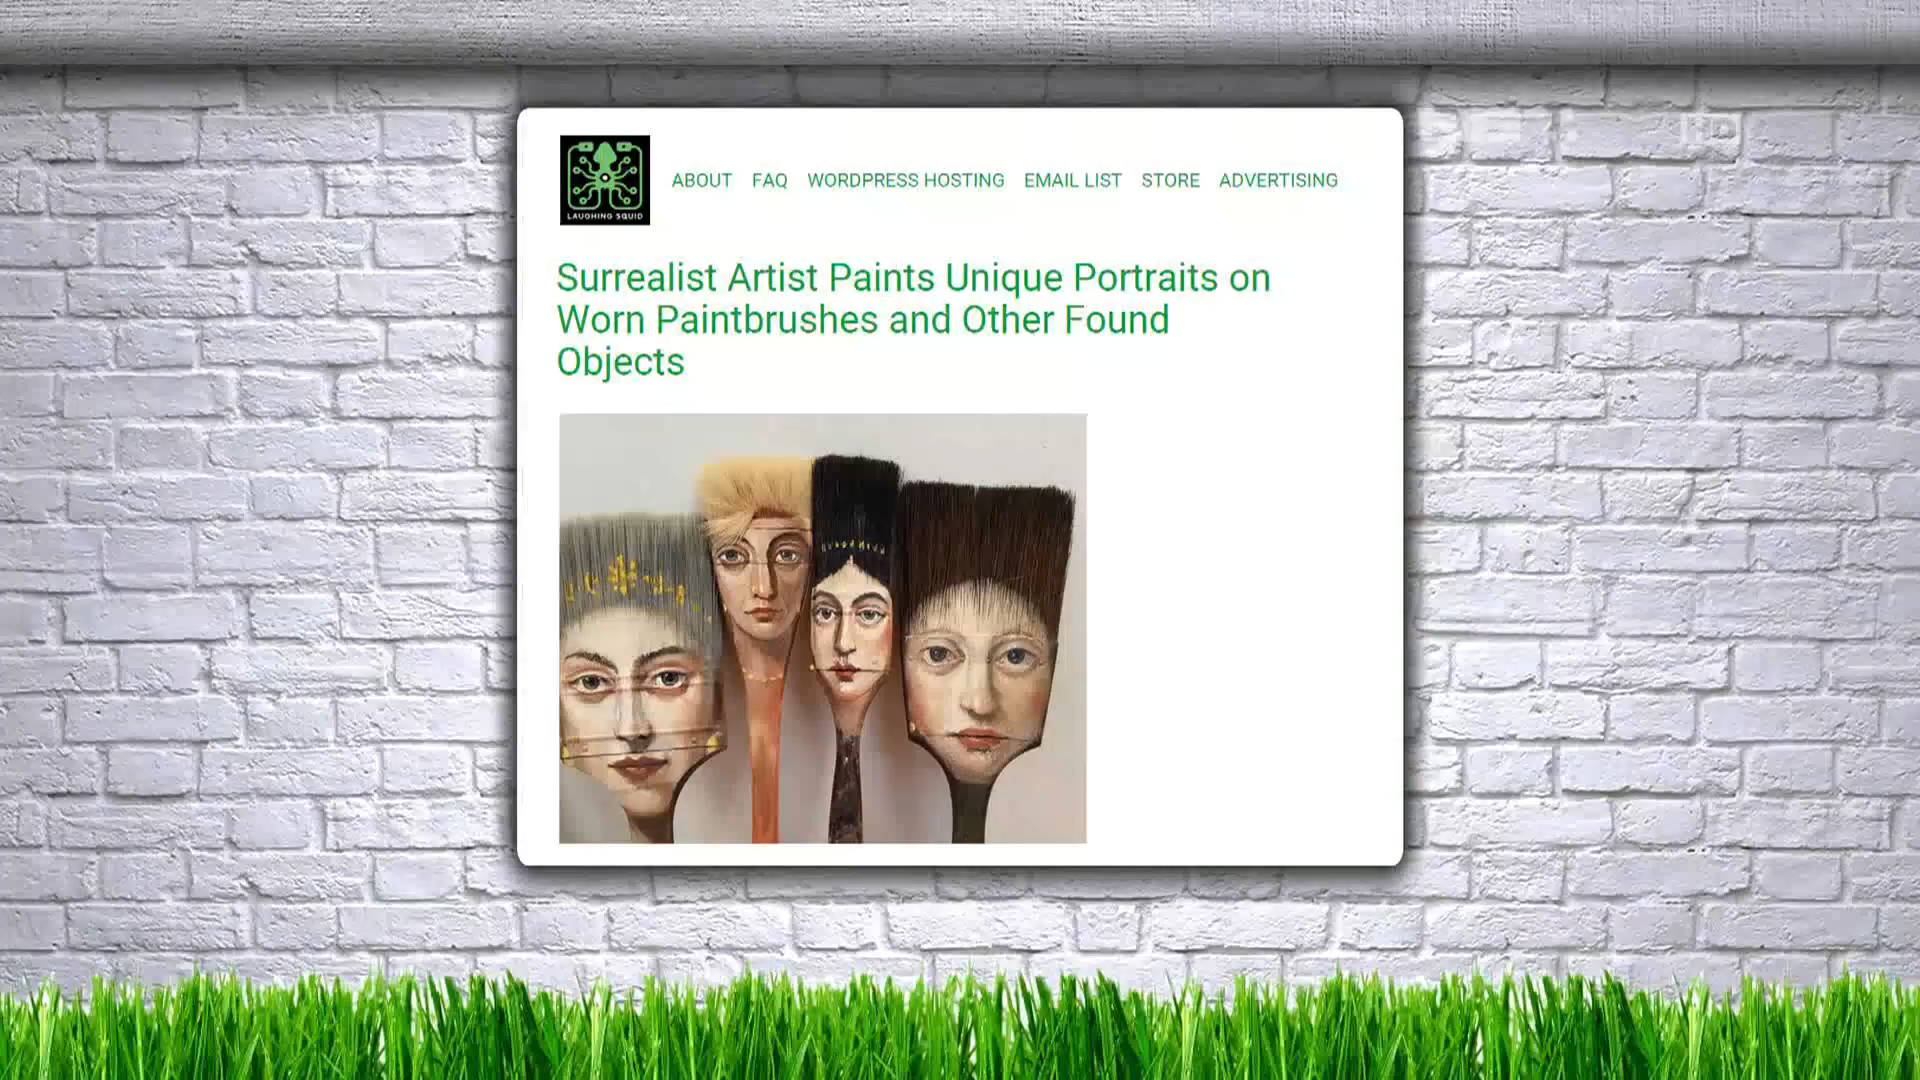 LAUGHING SQUID
ABOUT FAQ WORDPRESS HOSTING EMAIL LIST STORE ADVERTISING
Surrealist Artist Paints Unique Portraits on
Worn Paintbrushes and Other Found
Objects
HD